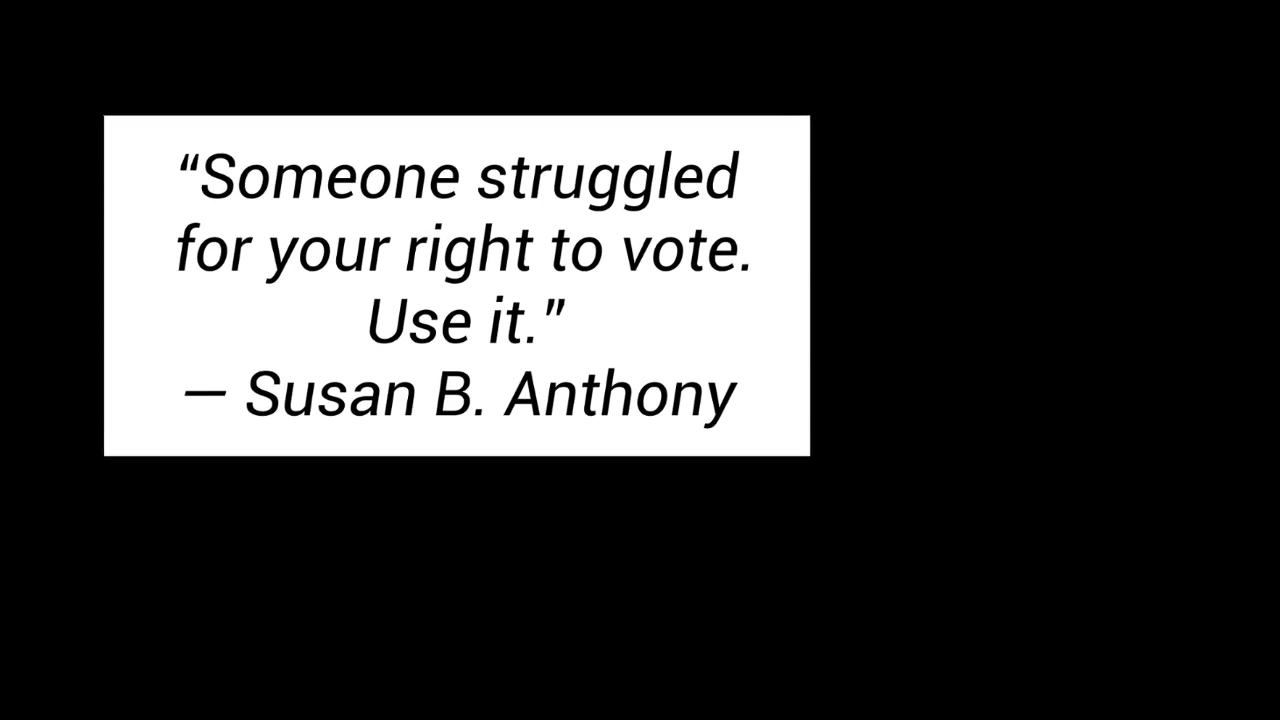 “Someone struggled
for your right to vote.
Use it.”
— Susan B. Anthony